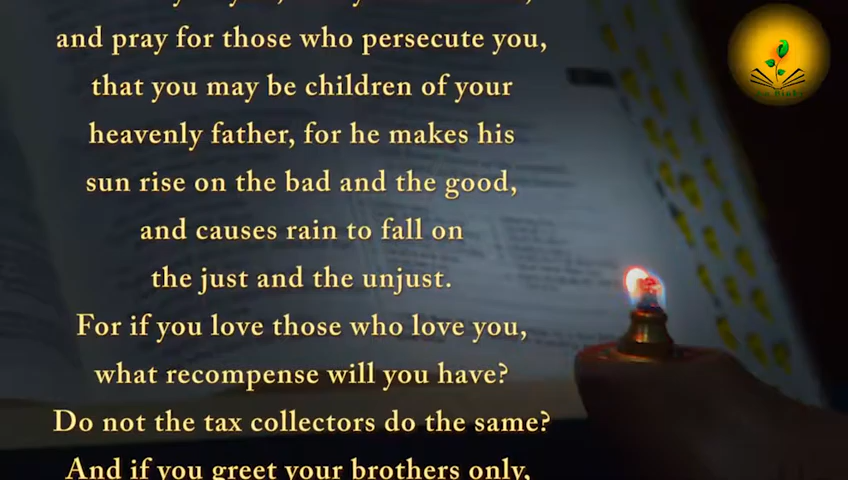 and pray for those who persecute you,
that you may be children of your
heavenly father, for he makes his
sun rise on the bad and the good,
and causes rain to fall on
the just and the unjust.
For if you love those who love you,
what recompense will you have?
Do not the tax collectors do the same?
And if you greet your brothers only,